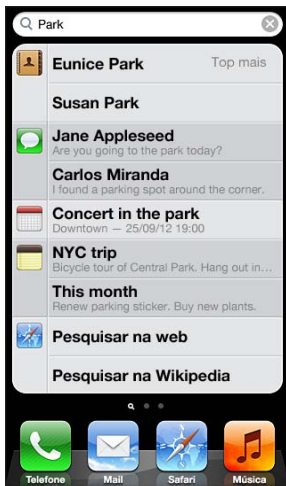 Park
Eunice Park Top mais
Susan Park
Jane Appleseed
Are you going to the park today?
Carlos Miranda
I found a parking spot around the corner.
Concert in the park
Downtown — 25/09/12 19:00
NYC trip
Bicycle tour of Central Park. Hang out in...
This month
Renew parking sticker. Buy new plants.
Pesquisar na web
Pesquisar na Wikipedia
Telefone Mail Safari Música